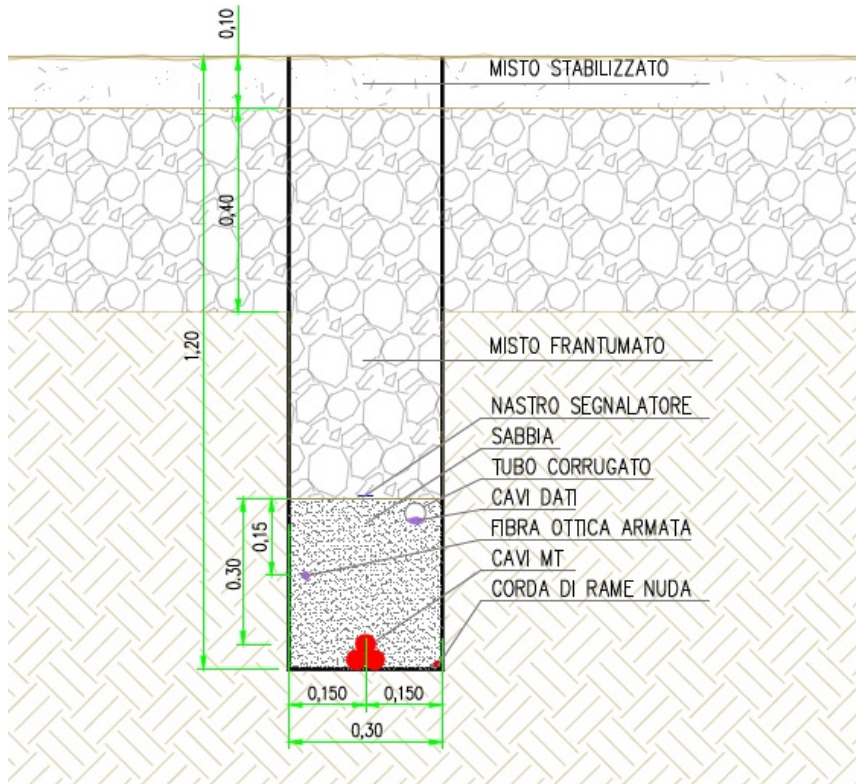 0,10
MISTO STABILIZZATO
0,40
1,20
MISTO FRANTUMATO
NASTRO SEGNALATORE
SABBIA
TUBO CORRUGATO
CAVI DATI
0,15
FIBRA OTTICA ARMATA
0.30
CAVI MT
CORDA DI RAME NUDA
0,150 0,150
0,30